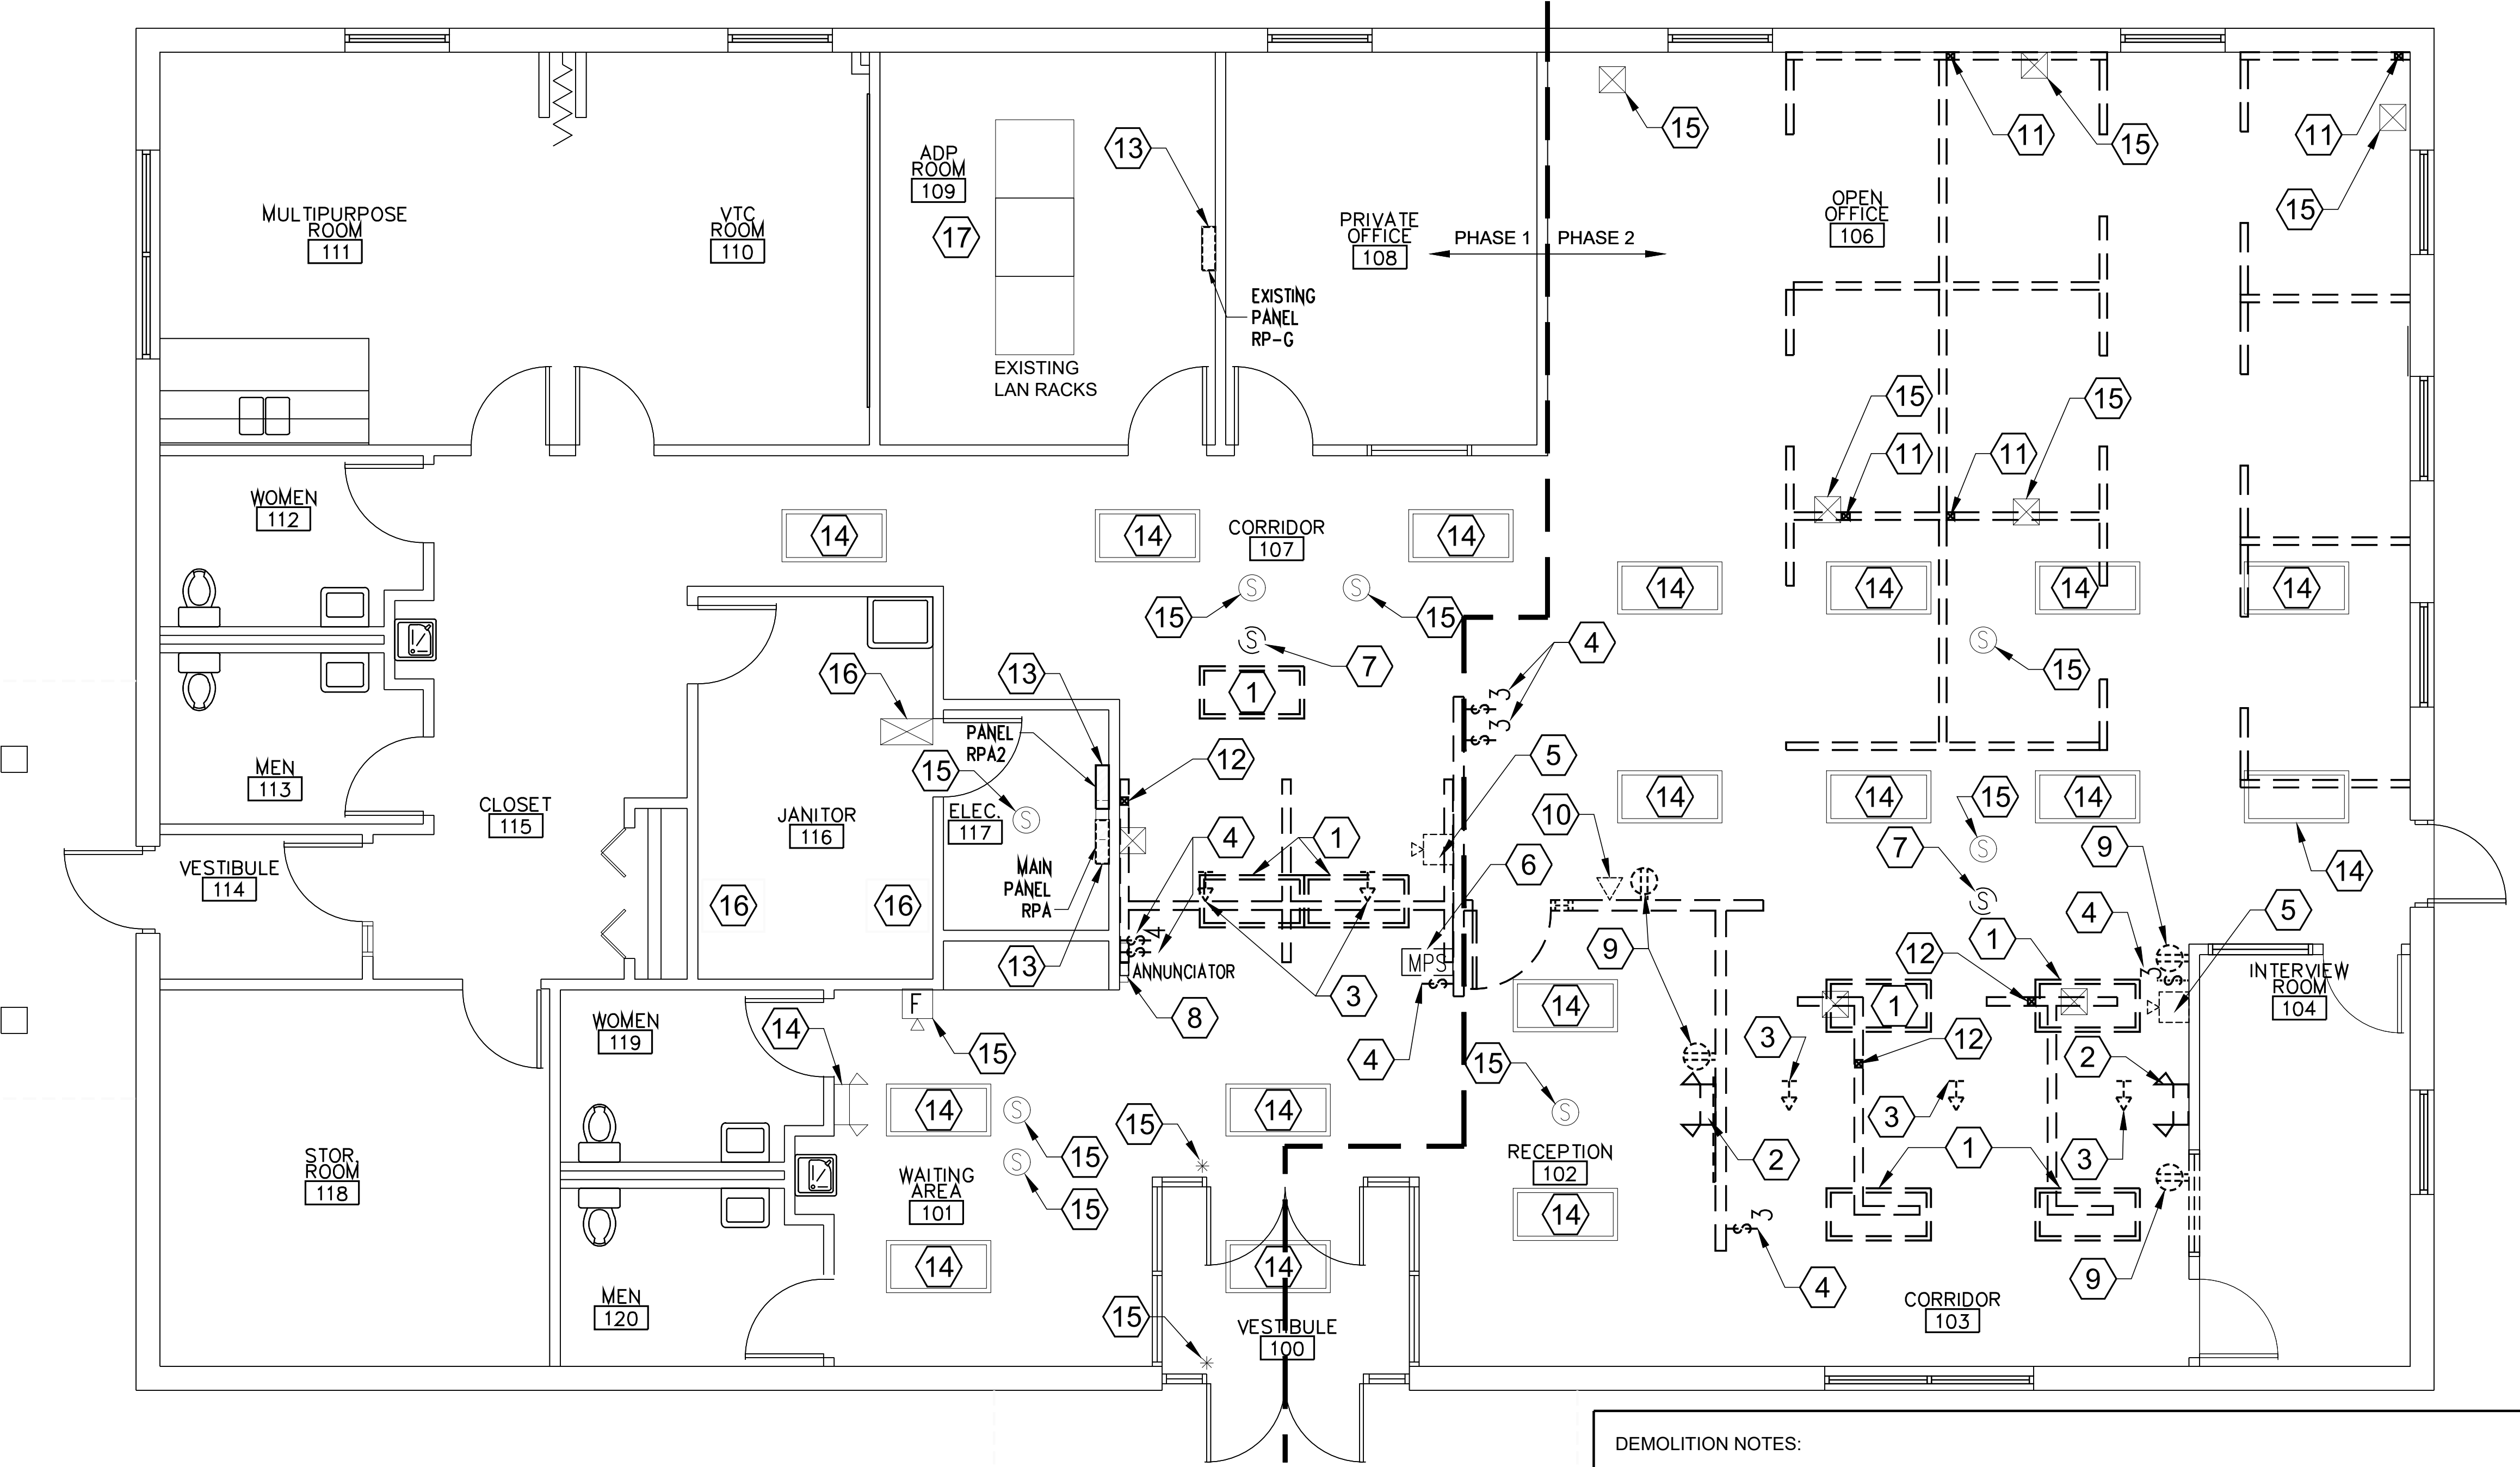 15
11
15
11
15
13
ADP
ROOM
109
17
MULTIPURPOSE
ROOM
111
VTC
ROOM
110
PRIVATE
OFFICE
108
PHASE 1
PHASE 2
OPEN
OFFICE
106
EXISTING
PANEL
RP-G
EXISTING
LAN RACKS
15
15
11
11
WOMEN
112
14
14
CORRIDOR
107
14
14
14
14
14
S
S
15
15
S
7
S
15
4
3
S
3
S
16
13
1
PANEL
RPA2
15
12
5
MEN
113
CLOSET
115
JANITOR
116
ELEC.
117
S
14
14
14
15
10
4
1
6
7
S
9
14
VESTIBULE
114
MAIN
PANEL
RPA
16
16
S
4
5
4
S
S
9
1
12
MPS
S
3
S
13
ANNUNCIATOR
3
8
14
1
INTERVIEW
ROOM
104
WOMEN
119
14
F
15
4
15
3
12
2
14
S
14
15
S
3
STOR.
ROOM
118
15
S
15
WAITING
AREA
101
RECEPTION
102
2
1
3
14
S
3
MEN
120
14
14
4
9
15
VESTIBULE
100
CORRIDOR
103
DEMOLITION NOTES: